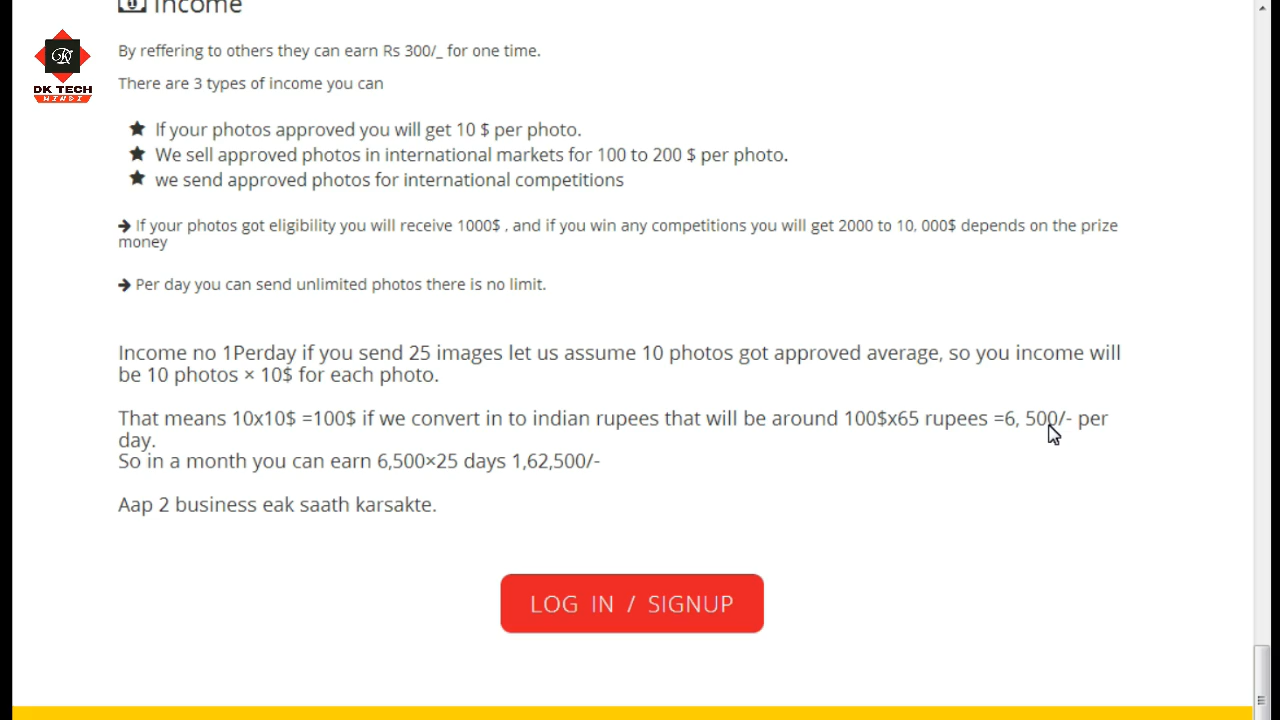 Income
DK TECH
HINDI
By reffering to others they can earn Rs 300/_ for one time.
There are 3 types of income you can
If your photos approved you will get 10 $ per photo.
We sell approved photos in international markets for 100 to 200 $ per photo.
we send approved photos for international competitions
If your photos got eligibility you will receive 1000$ , and if you win any competitions you will get 2000 to 10, 000$ depends on the prize
money
Per day you can send unlimited photos there is no limit.
Income no 1Perday if you send 25 images let us assume 10 photos got approved average, so you income will
be 10 photos × 10$ for each photo.
That means 10x10$ =100$ if we convert in to indian rupees that will be around 100$x65 rupees =6, 500/- per
day.
So in a month you can earn 6,500×25 days 1,62,500/-
Aap 2 business eak saath karsakte.
LOG IN / SIGNUP